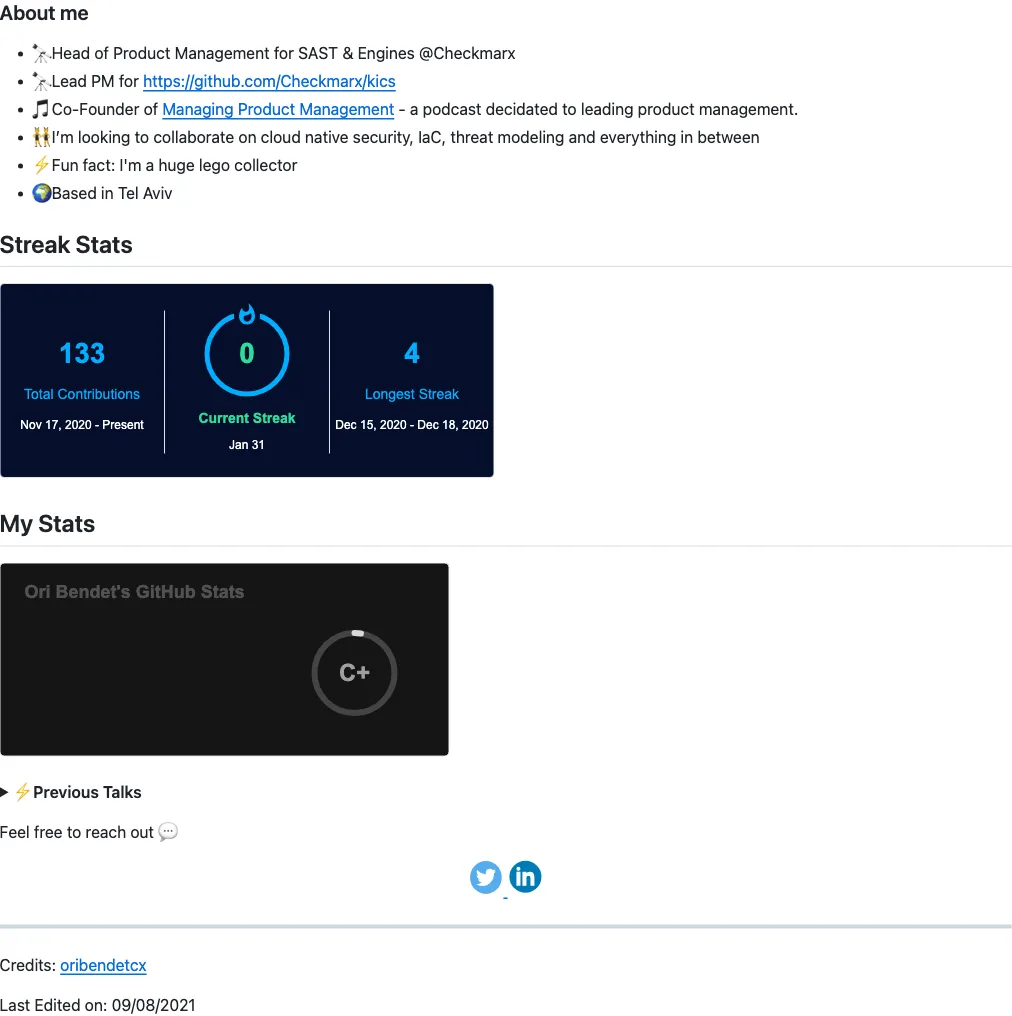 About me
Head of Product Management for SAST & Engines @Checkmarx
Lead PM for https://github.com/Checkmarx/kics
Co-Founder of Managing Product Management - a podcast decidated to leading product management.
I'm looking to collaborate on cloud native security, IaC, threat modeling and everything in between
Fun fact: I'm a huge lego collector
Based in Tel Aviv
Streak Stats
133
Total Contributions
Nov 17, 2020 - Present
0
Current Streak
Jan 31
4
Longest Streak
Dec 15, 2020 - Dec 18, 2020
My Stats
Ori Bendet's GitHub Stats
C+
Previous Talks
Feel free to reach out
in
Credits: oribendetcx
Last Edited on: 09/08/2021